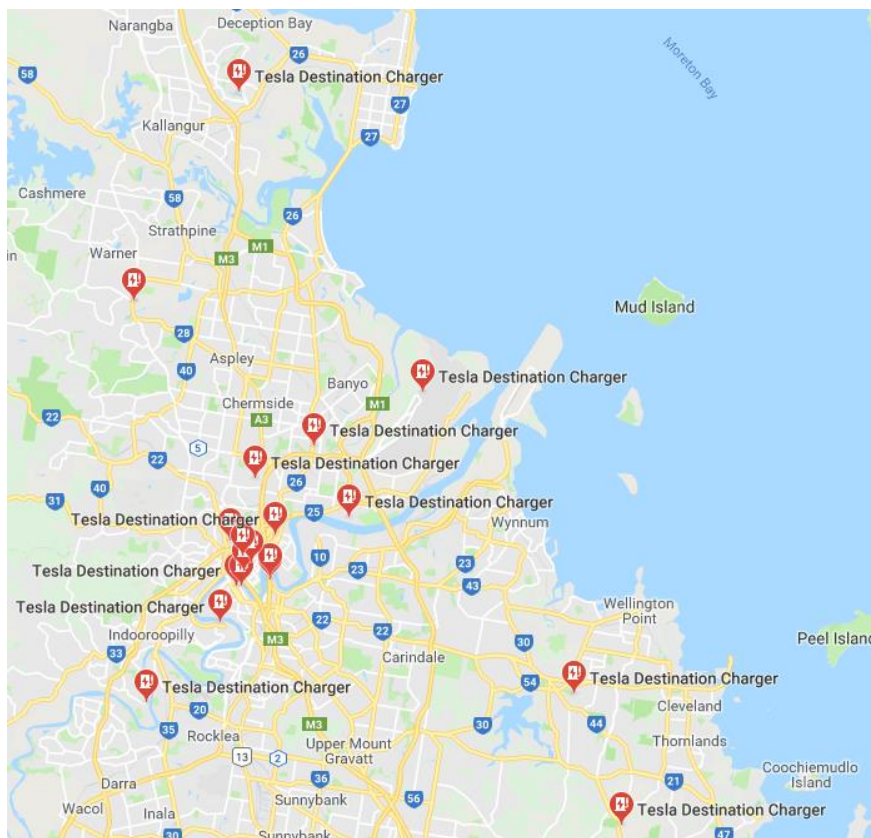 Narangba
Deception Bay
26
58
Tesla Destination Charger
27
Kallangur
27
Moreton Bay
Cashmere
58
26
Strathpine
in
Warner
M1
M3
Mud Island
28
40
Aspley
Banyo
Tesla Destination Charger
M1
22
Chermside
A3
Tesla Destination Charger
5
22
Tesla Destination Charger
26
40
31
Tesla Destination Charger
Tesla Destination Charger
25
Wynnum
10
23
23
Tesla Destination Charger
43
Tesla Destination Charger
Wellington
Point
22
22
Indooroopilly
M3
30
Peel Island
33
Carindale
54
Tesla Destination Charger
Tesla Destination Charger
20
Cleveland
35
30
44
Rocklea
M3
Thornlands
13
2
Upper Mount
Gravatt
21
Coochiemudlo
Island
Darra
36
56
Wacol
Inala
Sunnybank
Tesla Destination Charger
30
Sunnybank
47